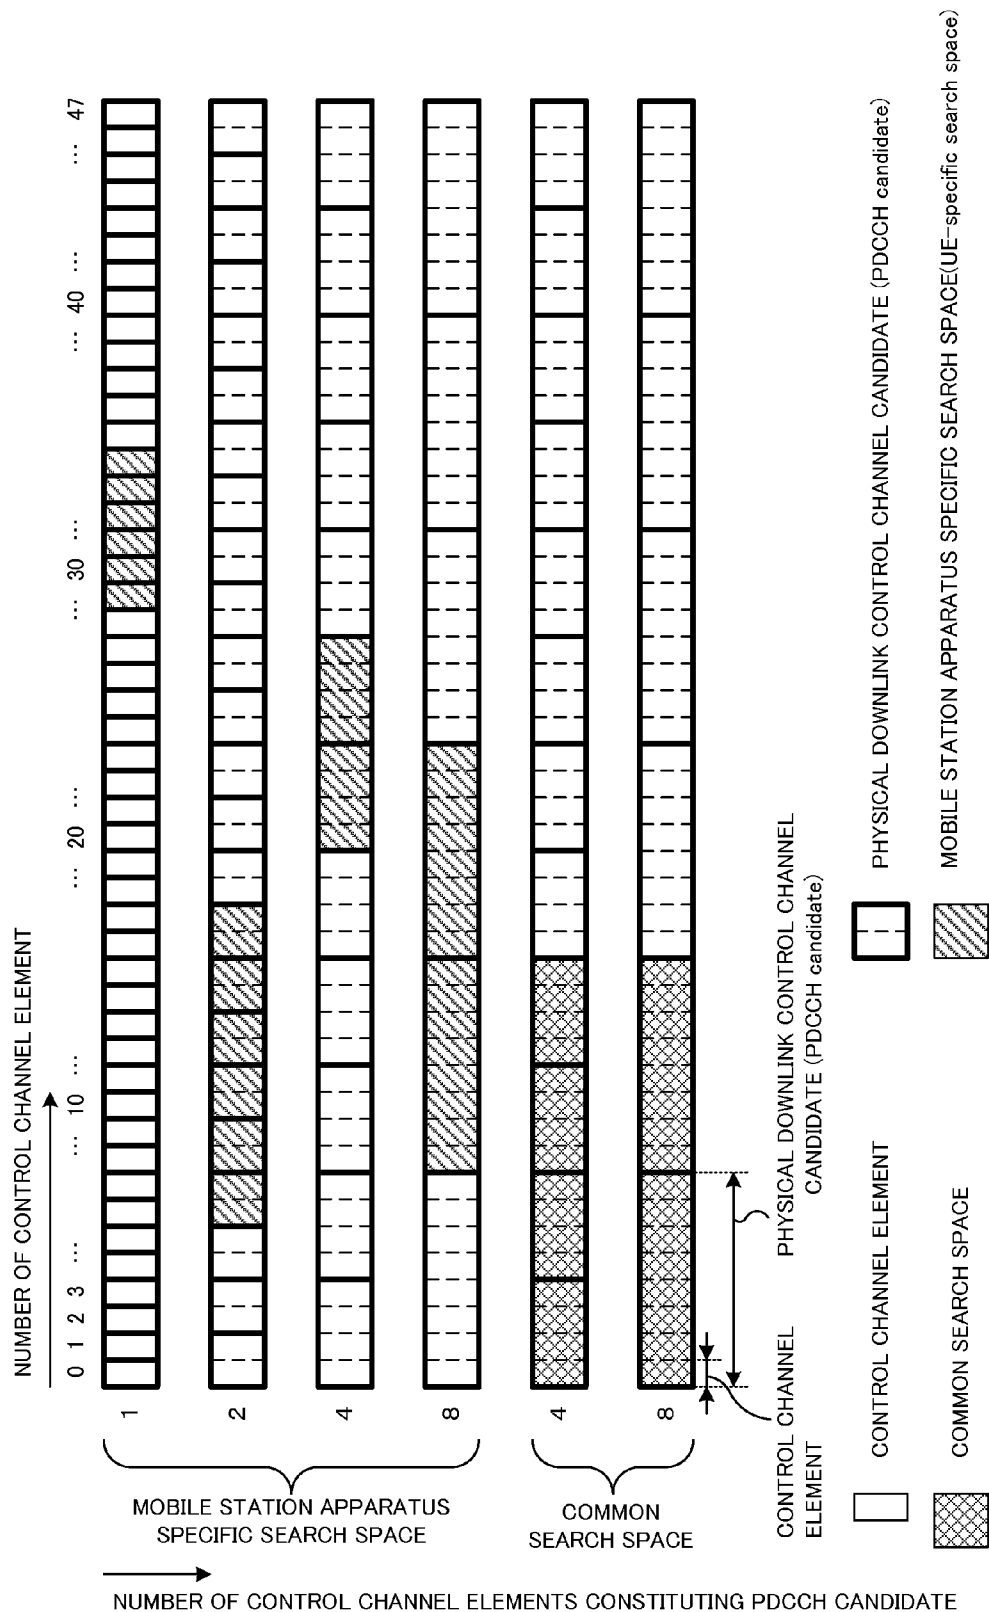 NUMBER OF CONTROL CHANNEL ELEMENT
0 1 2 3 ... 10 ... 20 ... 30 ... 40 ... 47
1
2
4
8
4
8
MOBILE STATION APPARATUS
SPECIFIC SEARCH SPACE
COMMON
SEARCH SPACE
NUMBER OF CONTROL CHANNEL ELEMENTS CONSTITUTING PDCCH CANDIDATE
CONTROL CHANNEL
ELEMENT
PHYSICAL DOWNLINK CONTROL CHANNEL
CANDIDATE (PDCCH candidate)
CONTROL CHANNEL ELEMENT
PHYSICAL DOWNLINK CONTROL CHANNEL CANDIDATE (PDCCH candidate)
COMMON SEARCH SPACE
MOBILE STATION APPARATUS SPECIFIC SEARCH SPACE(UE-specific search space)